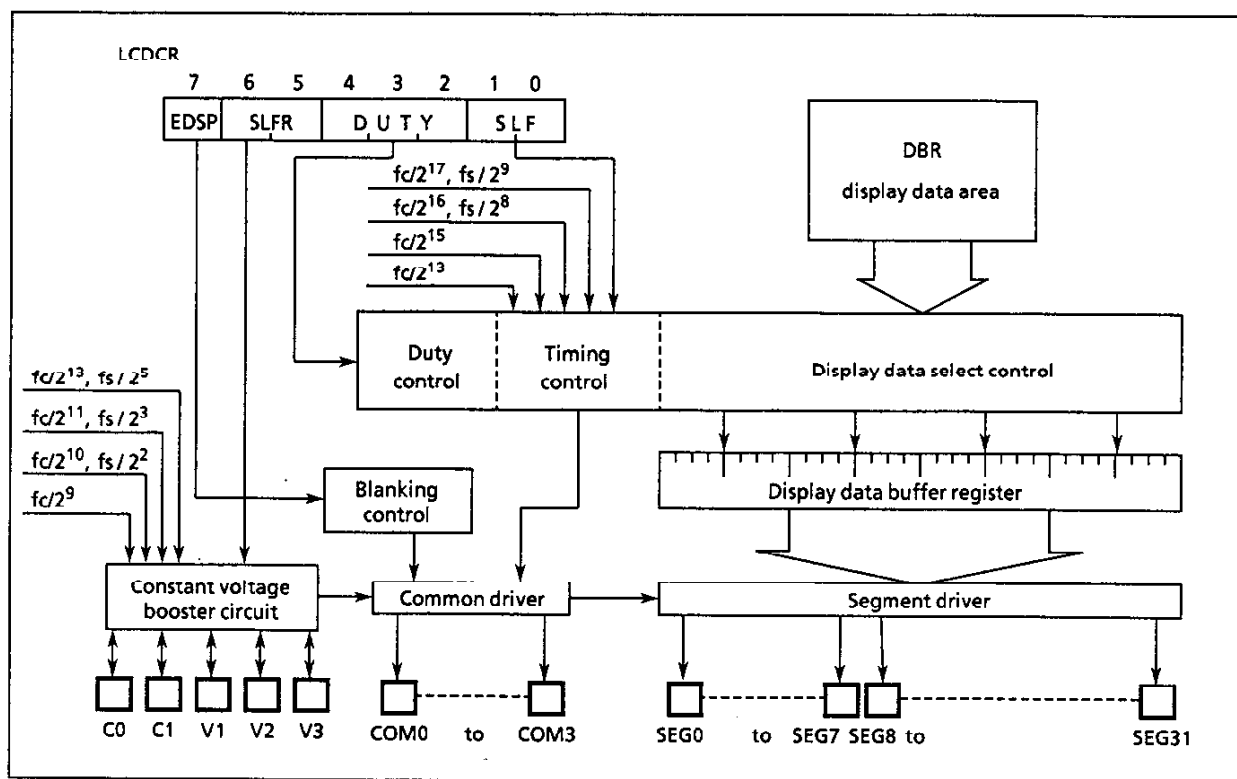 LCDCR
7 6 5 4 3 2 1 0
EDSP SLFR DUTY SLF
DBR
display data area
fc/2¹⁷, fs/2⁹
fc/2¹⁶, fs/2⁸
fc/2¹⁵
fc/2¹³
Duty
control
Timing
control
Display data select control
fc/2¹³, fs/2⁵
fc/2¹¹, fs/2³
fc/2¹⁰, fs/2²
fc/2⁹
Blanking
control
Display data buffer register
Constant voltage
booster circuit
Common driver
Segment driver
C0 C1 V1 V2 V3 COM0 to COM3 SEG0 to SEG7 SEG8 to SEG31